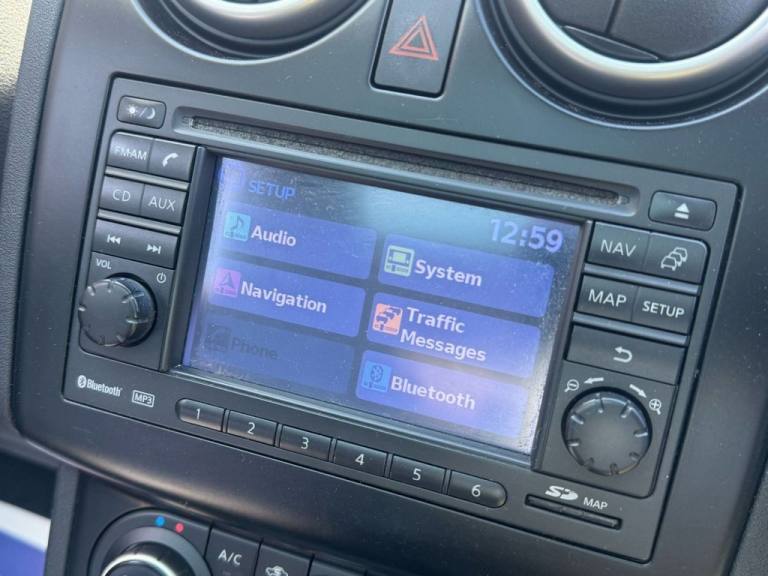 FM·AM
CD AUX
VOL
SETUP
12:59
Audio
System
Navigation
Traffic
Messages
Phone
Bluetooth
NAV
MAP SETUP
Bluetooth
MP3
1 2 3 4 5 6
SD MAP
A/C